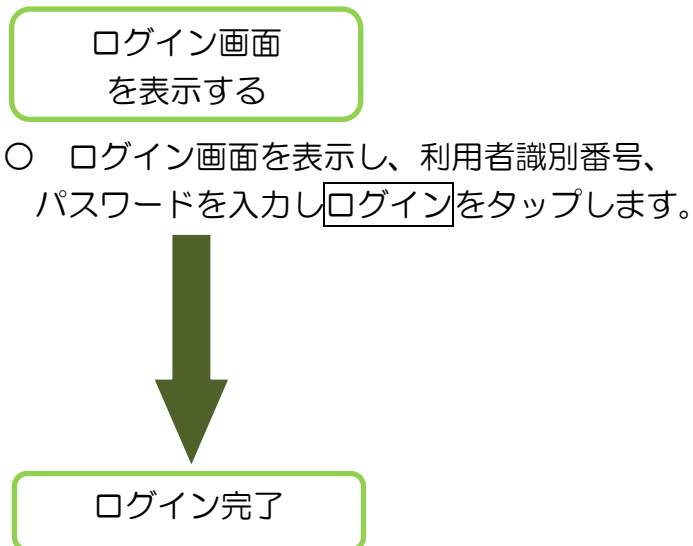 ログイン画面
を表示する
○　ログイン画面を表示し、利用者識別番号、
パスワードを入力しログインをタップします。
ログイン完了